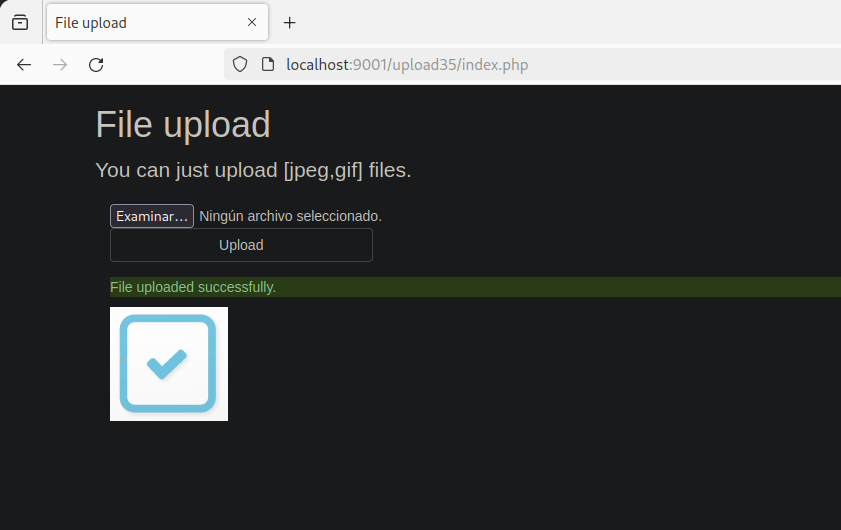 File upload
localhost:9001/upload35/index.php
File upload
You can just upload [jpeg,gif] files.
Examinar... Ningún archivo seleccionado.
Upload
File uploaded successfully.